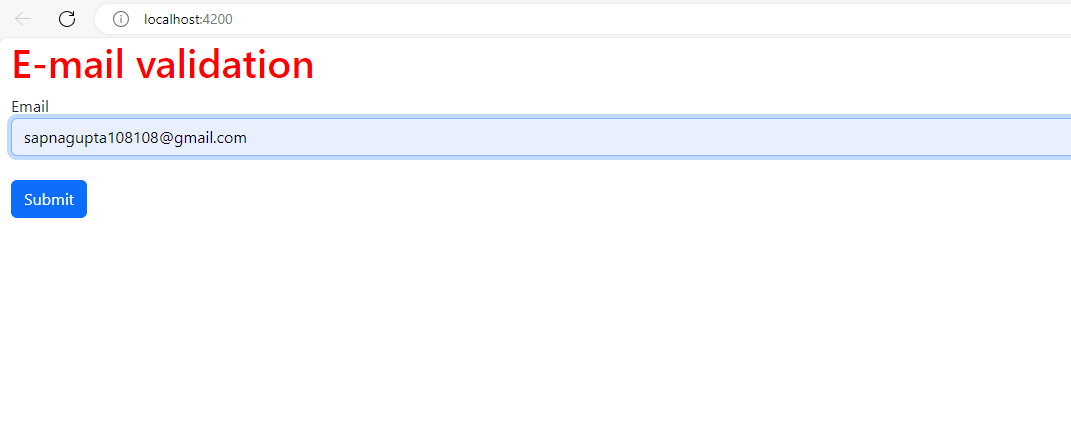 localhost:4200
E-mail validation
Email
sapnagupta108108@gmail.com
Submit